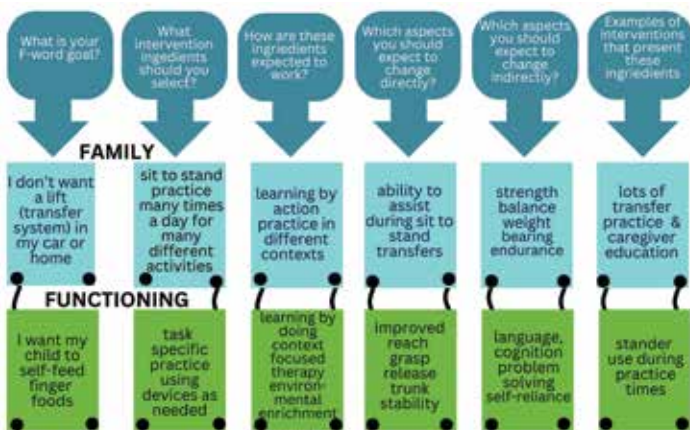 What is your
F-word goal?
What
intervention
ingedients
should you
select?
How are these
ingriedients
expected to
work?
Which aspects
you should
expect to
change
directly?
Which aspects
you should
expect to
change
indirectly?
Examples of
interventions
that present
these
ingriedients
FAMILY
I don't want
a lift
(transfer
system) in
my car or
home
sit to stand
practice
many times
a day for
many
different
activities
learning by
action
practice in
different
contexts
ability to
assist
during sit to
stand
transfers
strength
balance
weight
bearing
endurance
lots of
transfer
practice &
caregiver
education
FUNCTIONING
I want my
child to
self-feed
finger
foods
task
specific
practice
using
devices as
needed
learning by
doing
context
focused
therapy
environ-
mental
enrichment
improved
reach
grasp
release
trunk
stability
language,
cognition
problem
solving
self-reliance
stander
use during
practice
times